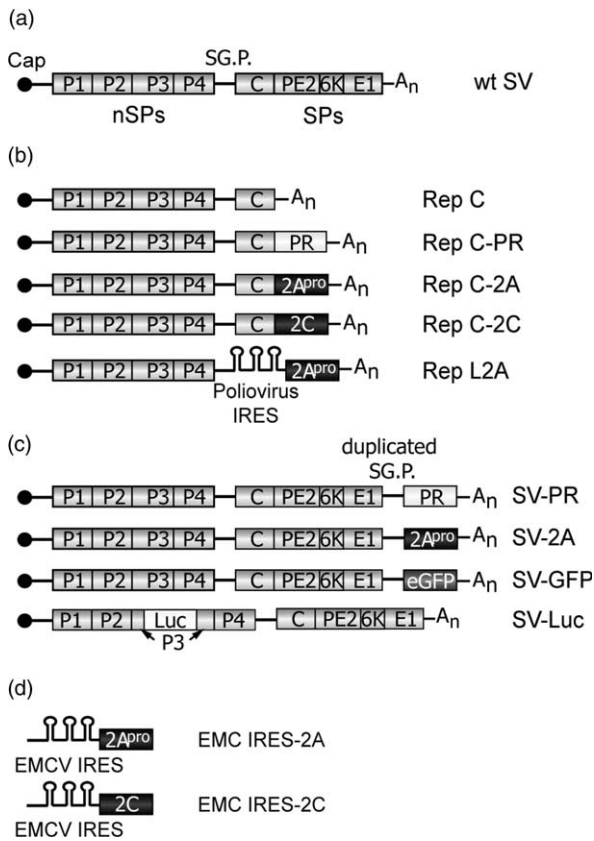 (a)
SG.P.
Cap
P1 P2 P3 P4 C PE2 6K E1 An wt SV
nSPs SPs
(b)
P1 P2 P3 P4 C An Rep C
P1 P2 P3 P4 C PR An Rep C-PR
P1 P2 P3 P4 C 2Apro An Rep C-2A
P1 P2 P3 P4 C 2C An Rep C-2C
P1 P2 P3 P4 2Apro An Rep L2A
Poliovirus
IRES
(c)
duplicated
SG.P.
P1 P2 P3 P4 C PE2 6K E1 PR An SV-PR
P1 P2 P3 P4 C PE2 6K E1 2Apro An SV-2A
P1 P2 P3 P4 C PE2 6K E1 eGFP An SV-GFP
P1 P2 Luc P4 C PE2 6K E1 An SV-Luc
P3
(d)
2Apro EMC IRES-2A
EMCV IRES
2C EMC IRES-2C
EMCV IRES